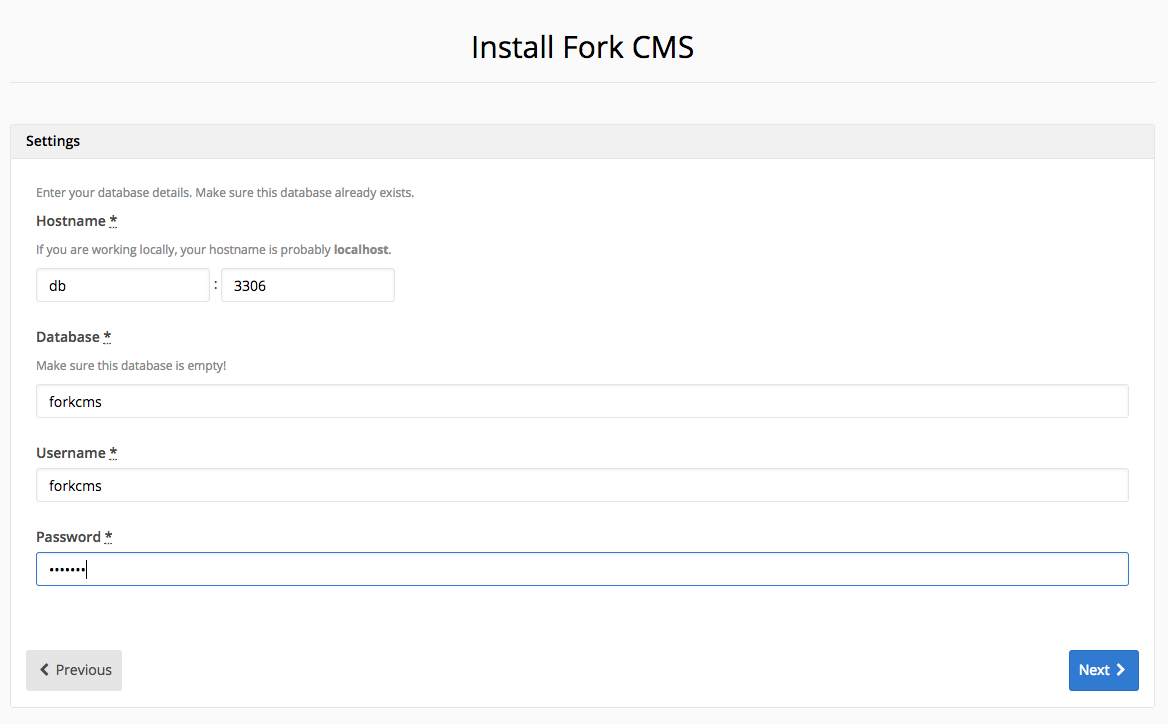 Install Fork CMS
Settings
Enter your database details. Make sure this database already exists.
Hostname *
If you are working locally, your hostname is probably localhost.
db : 3306
Database *
Make sure this database is empty!
forkcms
Username *
forkcms
Password *
•••••••
Previous
Next